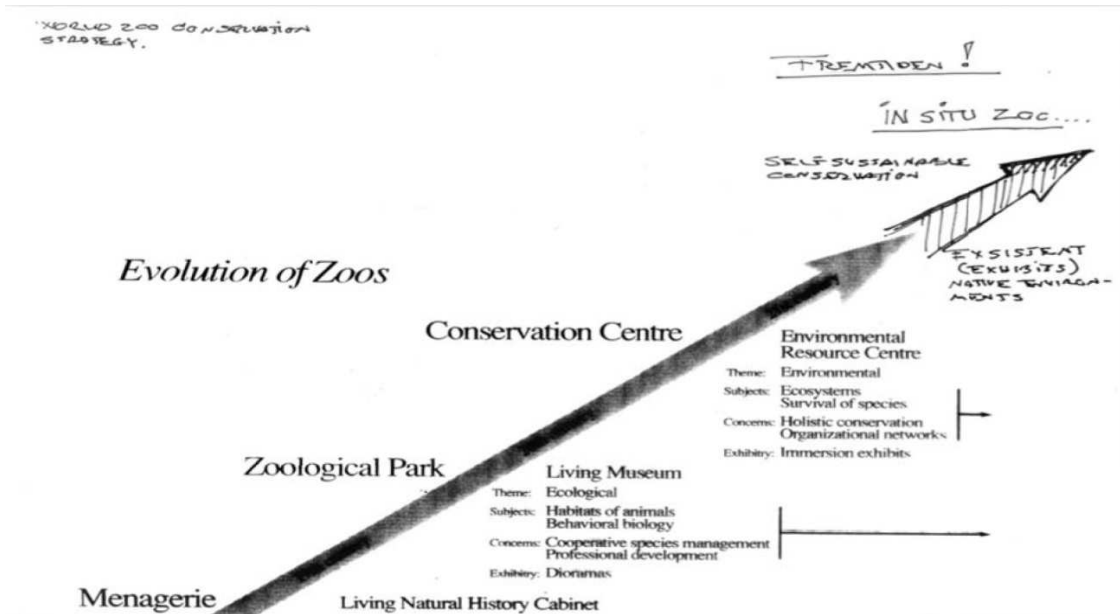 WORLD ZOO CONSERVATION
STRATEGY.
FREMTIDEN!
IN SITU ZOO....
SELF SUSTAINABLE
CONSERVATION
EXSISTENT
(EXHIBITS)
NATIVE ENVIRON-
MENTS
Evolution of Zoos
Conservation Centre
Environmental
Resource Centre
Theme: Environmental
Subjects: Ecosystems
Survival of species
Concerns: Holistic conservation
Organizational networks
Exhibitry: Immersion exhibits
Zoological Park
Living Museum
Theme: Ecological
Subjects: Habitats of animals
Behavioral biology
Concerns: Cooperative species management
Professional development
Exhibitry: Dioramas
Menagerie
Living Natural History Cabinet